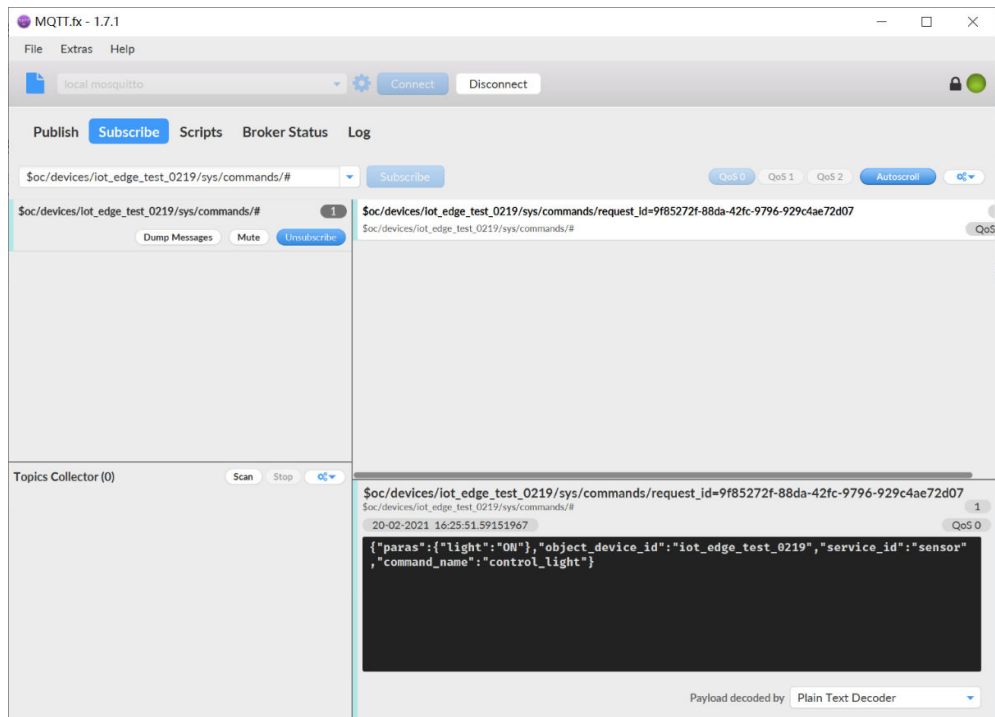 MQTT.fx - 1.7.1
File Extras Help
local mosquitto Connect Disconnect
Publish Subscribe Scripts Broker Status Log
$oc/devices/iot_edge_test_0219/sys/commands/# Subscribe QoS 0 QoS 1 QoS 2 Autoscroll
$oc/devices/iot_edge_test_0219/sys/commands/# 1
Dump Messages Mute Unsubscribe
$oc/devices/iot_edge_test_0219/sys/commands/request_id=9f85272f-88da-42fc-9796-929c4ae72d07
$oc/devices/iot_edge_test_0219/sys/commands/#
QoS
Topics Collector (0) Scan Stop
$oc/devices/iot_edge_test_0219/sys/commands/request_id=9f85272f-88da-42fc-9796-929c4ae72d07
$oc/devices/iot_edge_test_0219/sys/commands/# 1
20-02-2021 16:25:51.59151967 QoS 0
{"paras":{"light":"ON"},"object_device_id":"iot_edge_test_0219","service_id":"sensor"
,"command_name":"control_light"}
Payload decoded by Plain Text Decoder